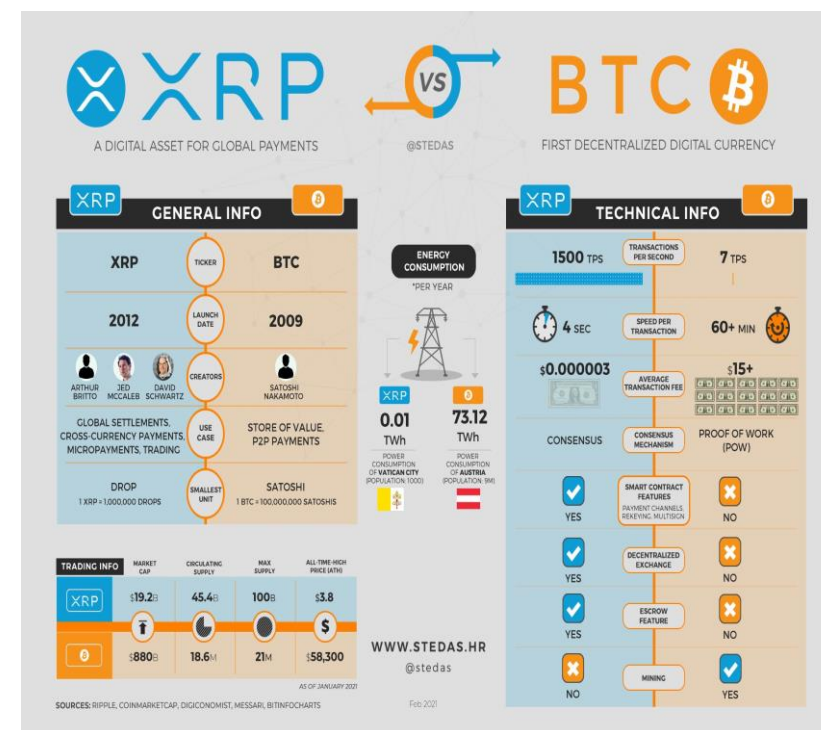 XRP
VS
BTC
A DIGITAL ASSET FOR GLOBAL PAYMENTS
@STEDAS
FIRST DECENTRALIZED DIGITAL CURRENCY
XRP
GENERAL INFO
XRP
TICKER
BTC
2012
LAUNCH
DATE
2009
ARTHUR
BRITTO
JED
MCCALEB
DAVID
SCHWARTZ
CREATORS
SATOSHI
NAKAMOTO
GLOBAL SETTLEMENTS,
CROSS-CURRENCY PAYMENTS,
MICROPAYMENTS, TRADING
USE
CASE
STORE OF VALUE,
P2P PAYMENTS
DROP
1 XRP = 1,000,000 DROPS
SMALLEST
UNIT
SATOSHI
1 BTC = 100,000,000 SATOSHIS
ENERGY
CONSUMPTION
*PER YEAR
XRP
0.01
TWh
POWER
CONSUMPTION
OF VATICAN CITY
(POPULATION: 1000)
73.12
TWh
POWER
CONSUMPTION
OF AUSTRIA
(POPULATION: 9M)
XRP
TECHNICAL INFO
1500 TPS
TRANSACTIONS
PER SECOND
7 TPS
4 SEC
SPEED PER
TRANSACTION
60+ MIN
$0.000003
AVERAGE
TRANSACTION FEE
$15+
CONSENSUS
CONSENSUS
MECHANISM
PROOF OF WORK
(POW)
YES
SMART CONTRACT
FEATURES
PAYMENT CHANNELS,
REKEYING, MULTISIGN
NO
YES
DECENTRALIZED
EXCHANGE
NO
YES
ESCROW
FEATURE
NO
NO
MINING
YES
TRADING INFO
MARKET
CAP
CIRCULATING
SUPPLY
MAX
SUPPLY
ALL-TIME-HIGH
PRICE (ATH)
XRP
$19.2B
45.4B
100B
$3.8
$
$880B
18.6M
21M
$58,300
AS OF JANUARY 2021
SOURCES: RIPPLE, COINMARKETCAP, DIGICONOMIST, MESSARI, BITINFOCHARTS
WWW.STEDAS.HR
@stedas
Feb 2021